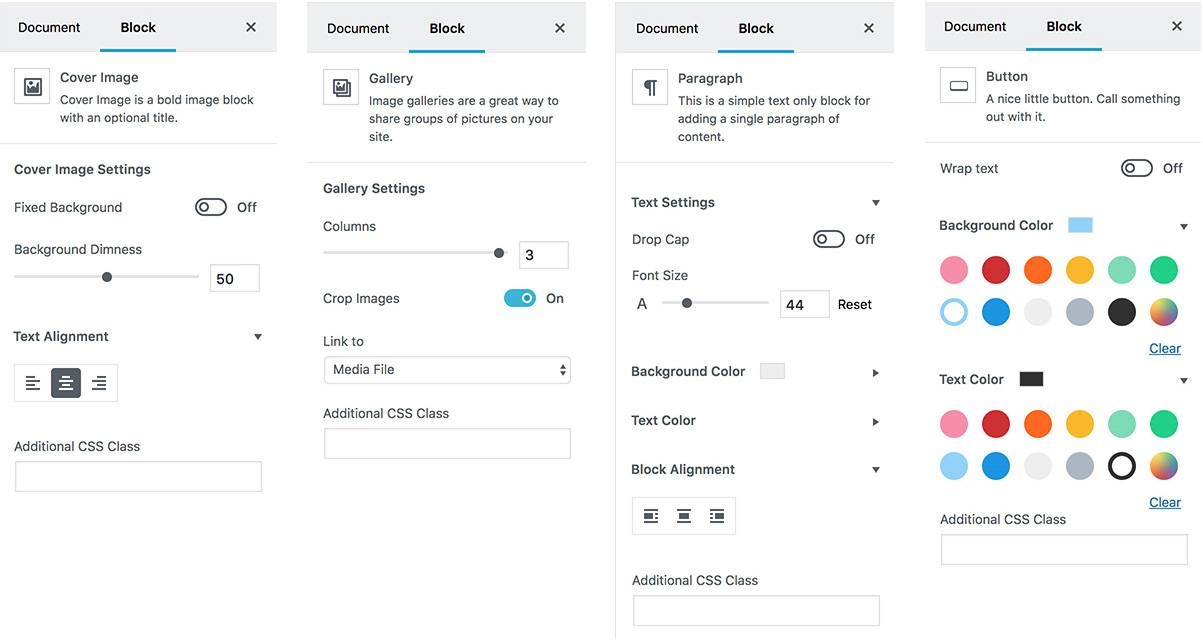 Document Block ×
Cover Image
Cover Image is a bold image block
with an optional title.
Cover Image Settings
Fixed Background Off
Background Dimness
50
Text Alignment
Additional CSS Class
Document Block ×
Gallery
Image galleries are a great way to
share groups of pictures on your
site.
Gallery Settings
Columns
3
Crop Images On
Link to
Media File
Additional CSS Class
Document Block ×
¶ Paragraph
This is a simple text only block for
adding a single paragraph of
content.
Text Settings
Drop Cap Off
Font Size
A 44 Reset
Background Color
Text Color
Block Alignment
Additional CSS Class
Document Block ×
Button
A nice little button. Call something
out with it.
Wrap text Off
Background Color
Clear
Text Color
Clear
Additional CSS Class